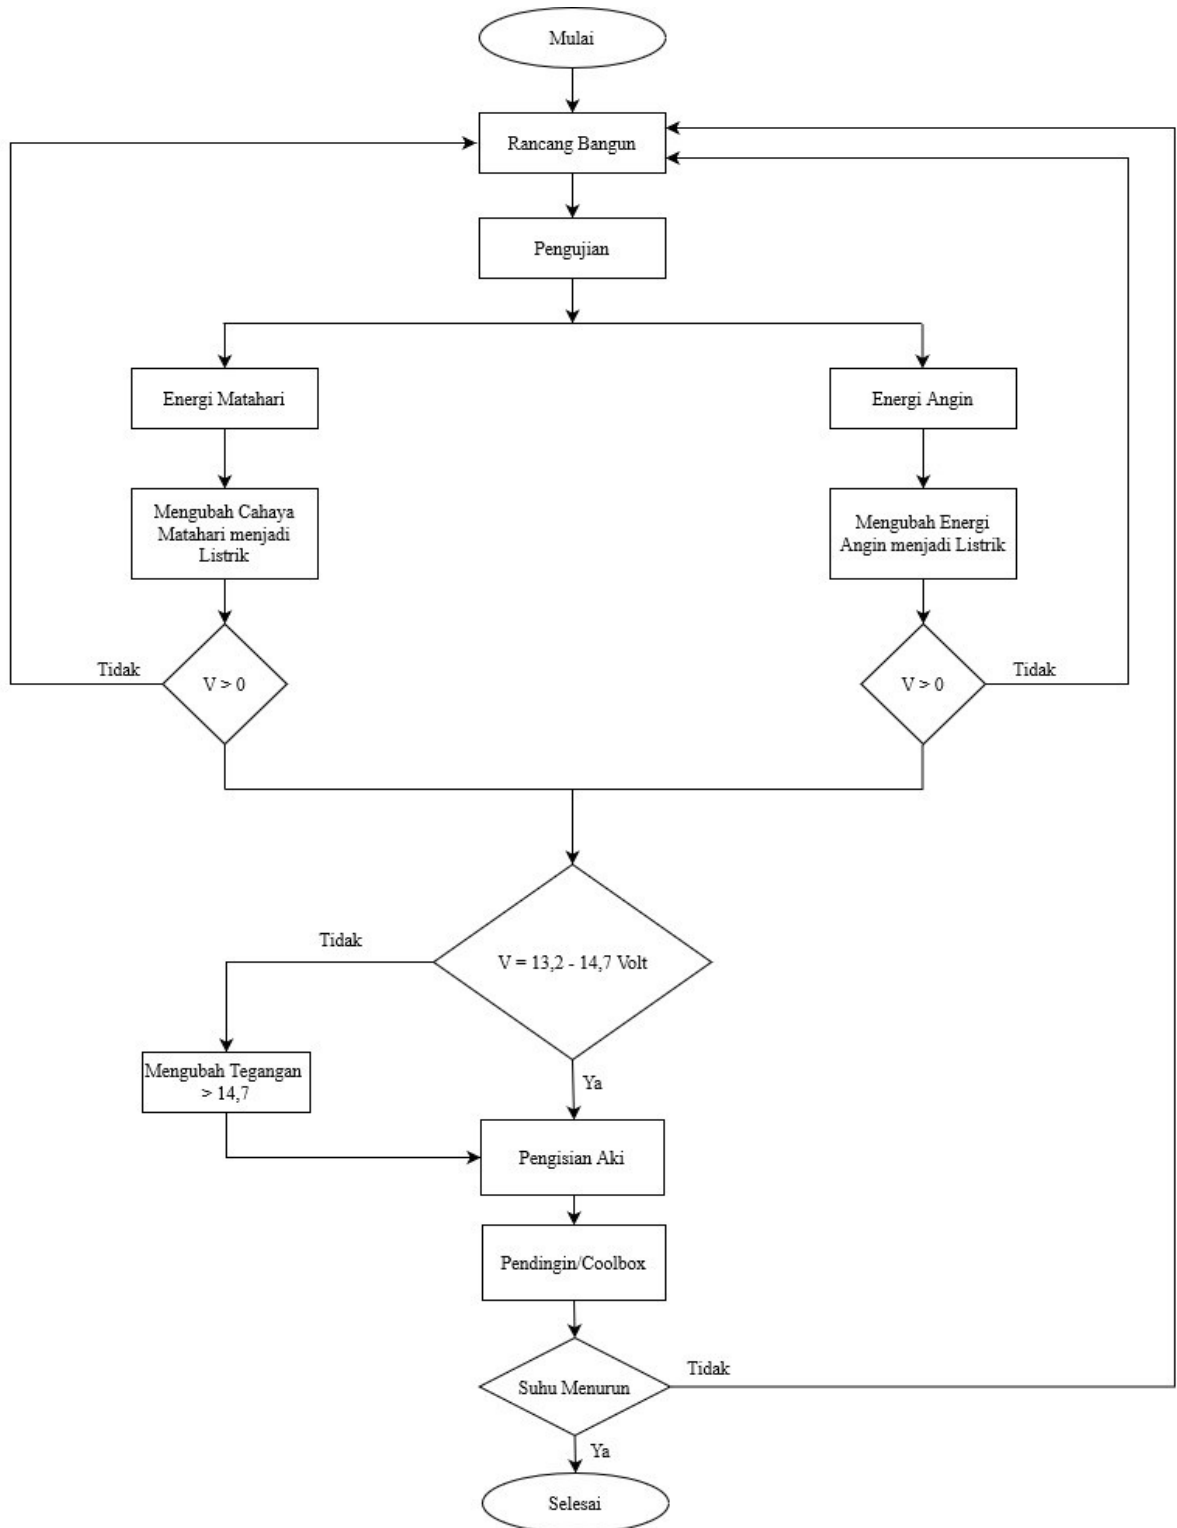 Mulai
Rancang Bangun
Pengujian
Energi Matahari
Energi Angin
Mengubah Cahaya
Matahari menjadi
Listrik
Mengubah Energi
Angin menjadi Listrik
Tidak
V > 0
V > 0
Tidak
Tidak
V = 13,2 - 14,7 Volt
Mengubah Tegangan
> 14,7
Ya
Pengisian Aki
Pendingin/Coolbox
Tidak
Suhu Menurun
Ya
Selesai